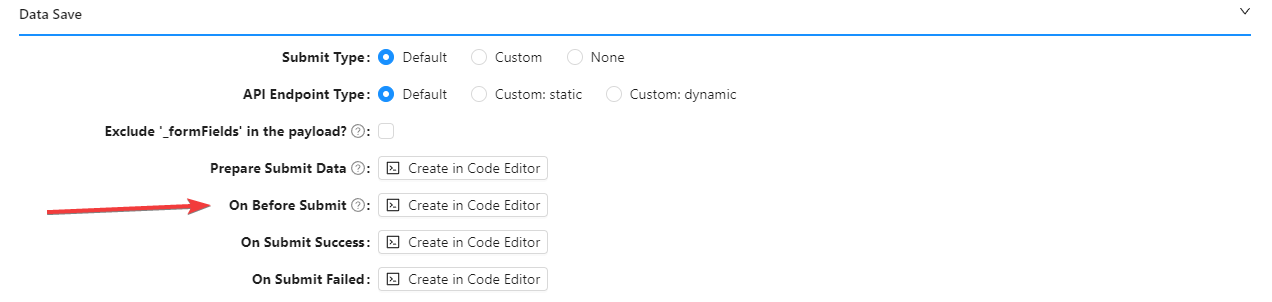 Data Save
Submit Type: Default Custom None
API Endpoint Type: Default Custom: static Custom: dynamic
Exclude '_formFields' in the payload? ?:
Prepare Submit Data ?: Create in Code Editor
On Before Submit ?: Create in Code Editor
On Submit Success: Create in Code Editor
On Submit Failed: Create in Code Editor